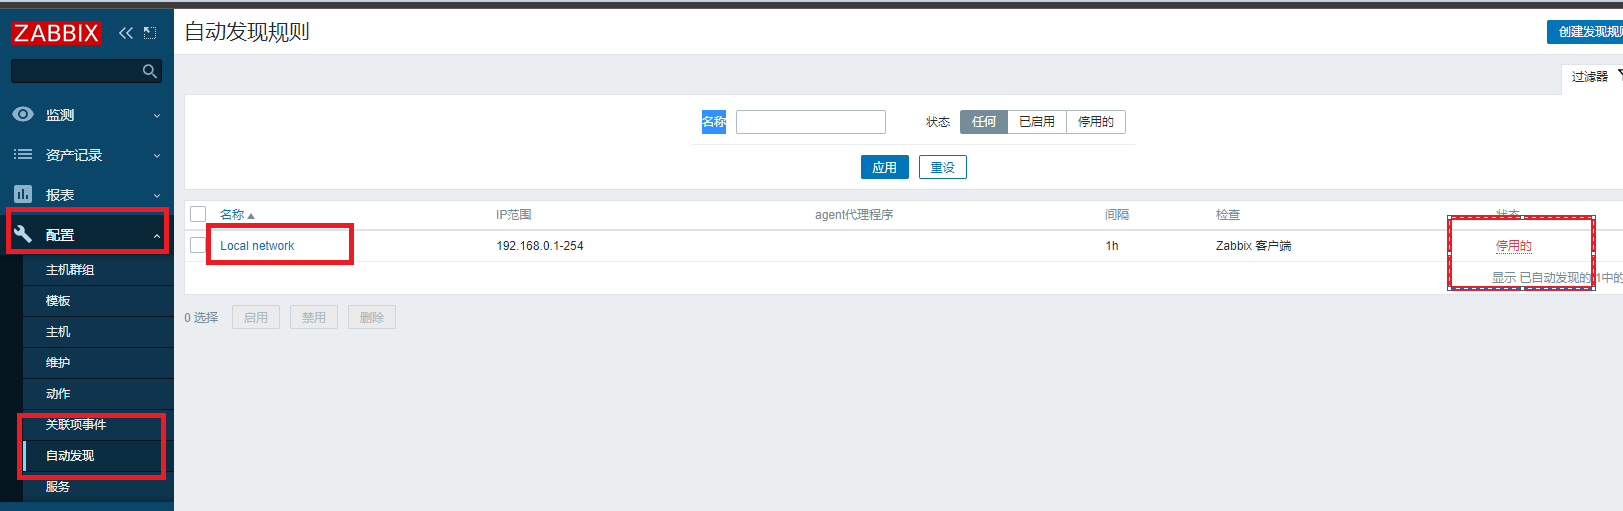 ZABBIX
自动发现规则
创建发现规则
过滤器
名称
状态 任何 已启用 停用的
应用 重设
监测
资产记录
报表
配置
主机群组
模板
主机
维护
动作
关联项事件
自动发现
服务
名称 IP范围 agent代理程序 间隔 检查 状态
Local network 192.168.0.1-254 1h Zabbix 客户端 停用的
显示 已自动发现的 1中的
0 选择 启用 禁用 删除